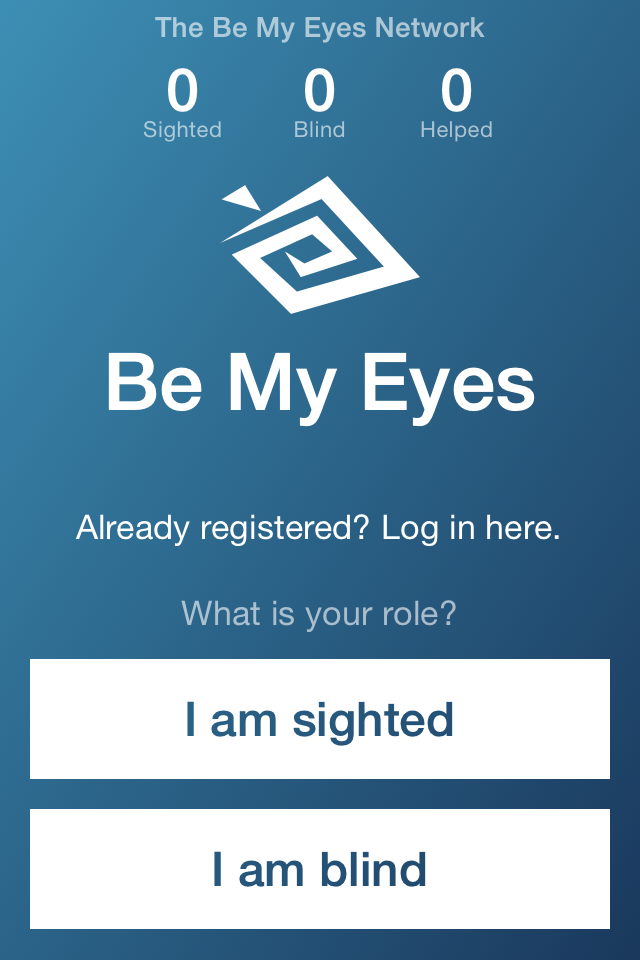 The Be My Eyes Network
0 0 0
Sighted Blind Helped
Be My Eyes
Already registered? Log in here.
What is your role?
I am sighted
I am blind